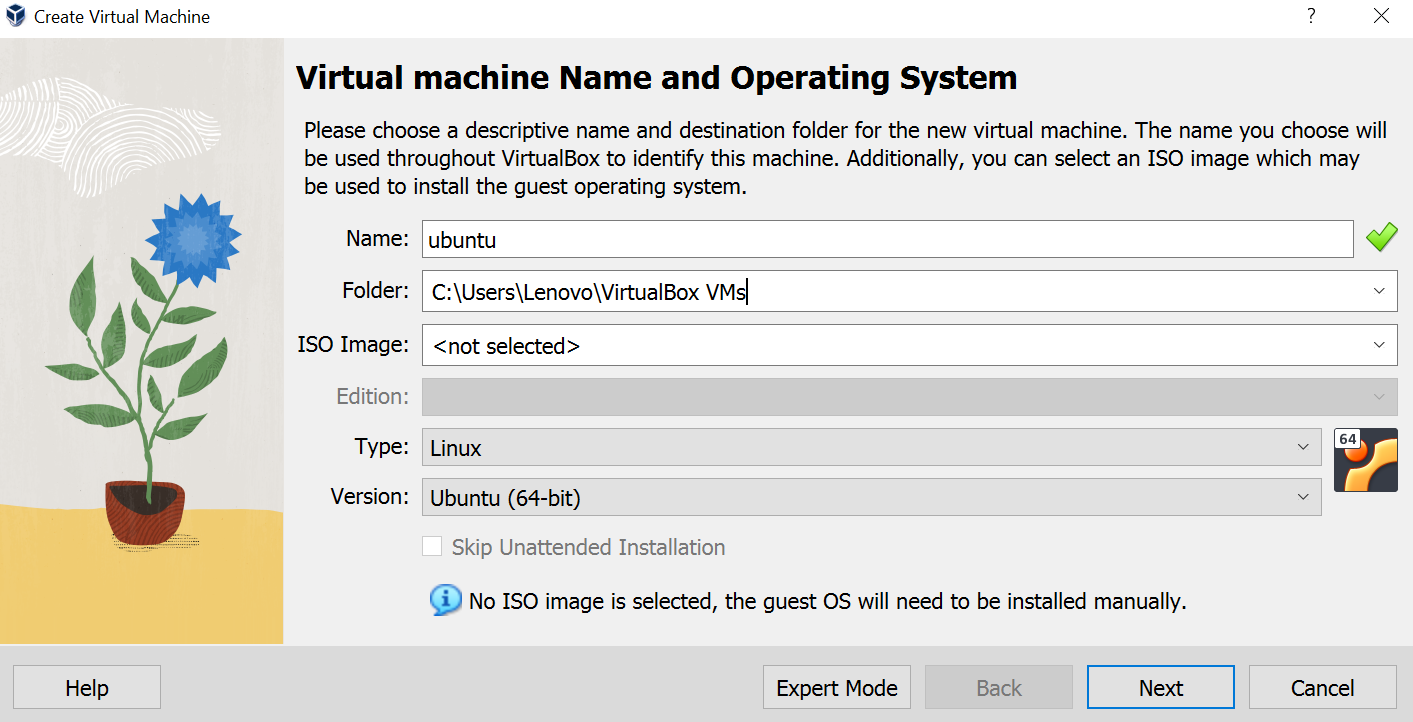 Create Virtual Machine
?
Virtual machine Name and Operating System
Please choose a descriptive name and destination folder for the new virtual machine. The name you choose will
be used throughout VirtualBox to identify this machine. Additionally, you can select an ISO image which may
be used to install the guest operating system.
Name: ubuntu
Folder: C:\Users\Lenovo\VirtualBox VMs
ISO Image: <not selected>
Edition:
Type: Linux
64
Version: Ubuntu (64-bit)
Skip Unattended Installation
No ISO image is selected, the guest OS will need to be installed manually.
Help Expert Mode Back Next Cancel